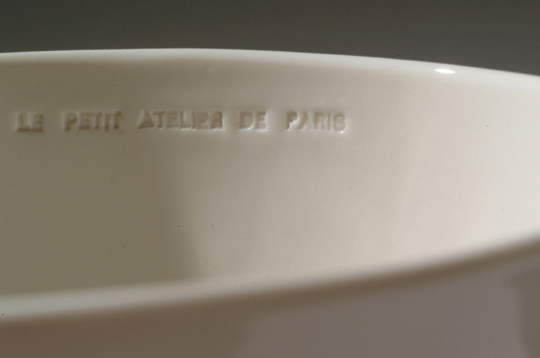 LE PETIT ATELIER DE PARIS